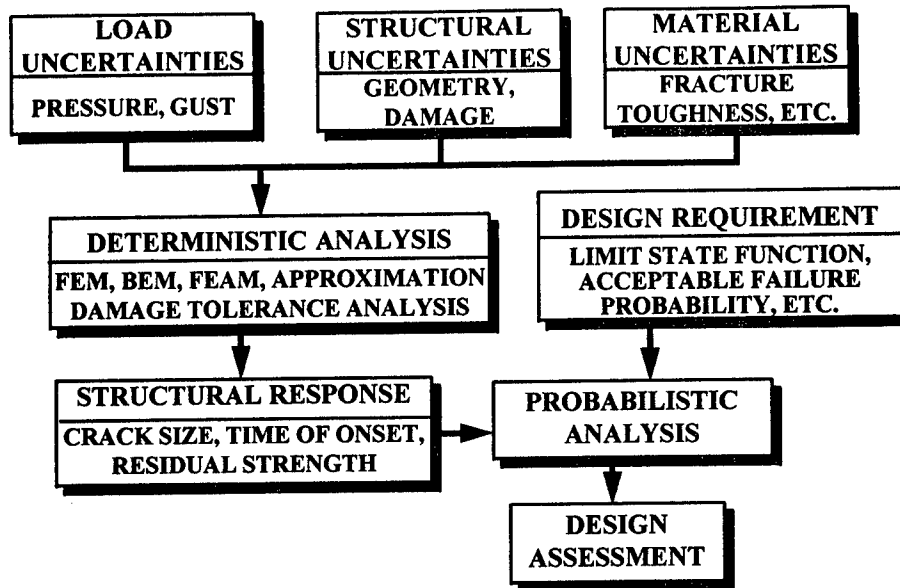 LOAD
UNCERTAINTIES
PRESSURE, GUST
STRUCTURAL
UNCERTAINTIES
GEOMETRY,
DAMAGE
MATERIAL
UNCERTAINTIES
FRACTURE
TOUGHNESS, ETC.
DETERMINISTIC ANALYSIS
FEM, BEM, FEAM, APPROXIMATION
DAMAGE TOLERANCE ANALYSIS
DESIGN REQUIREMENT
LIMIT STATE FUNCTION,
ACCEPTABLE FAILURE
PROBABILITY, ETC.
STRUCTURAL RESPONSE
CRACK SIZE, TIME OF ONSET,
RESIDUAL STRENGTH
PROBABILISTIC
ANALYSIS
DESIGN
ASSESSMENT